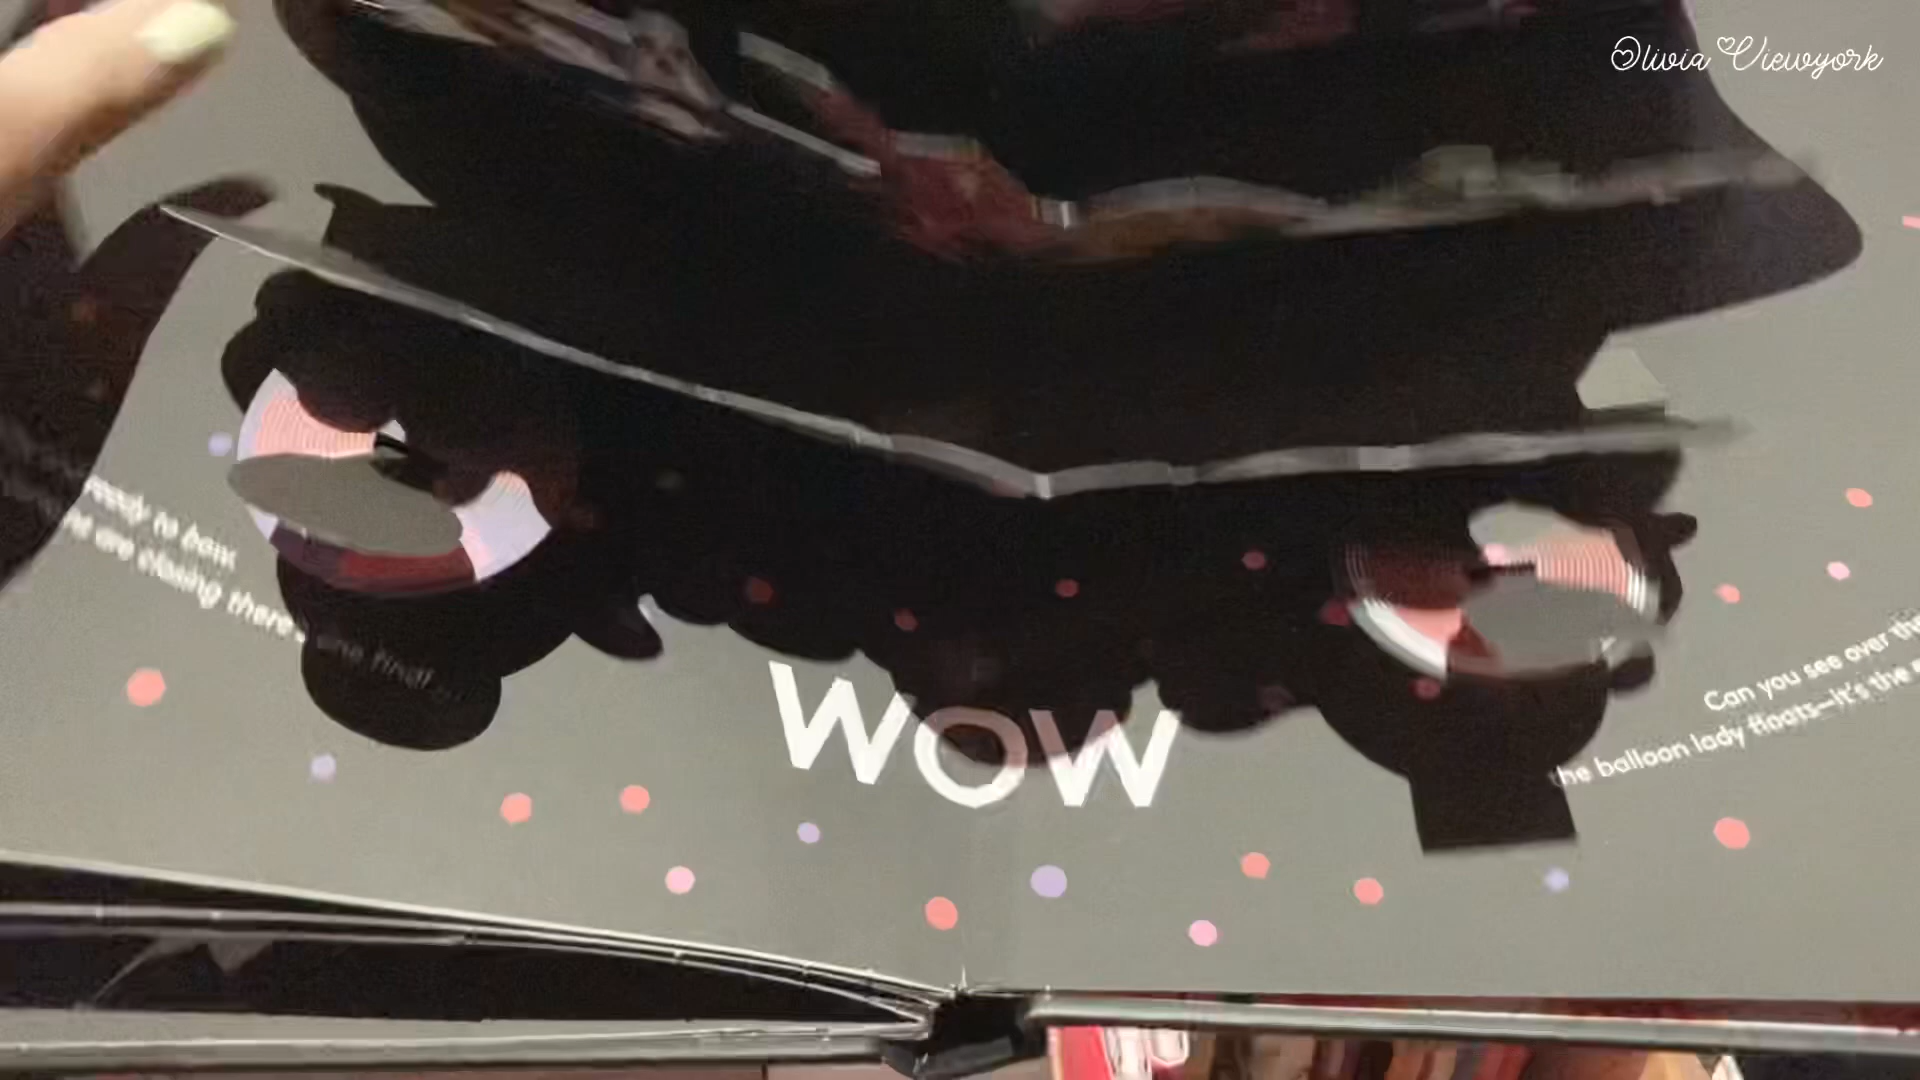 Olivia Viewyork
ready to bow
are closing there one final
WOW
Can you see over the
the balloon lady floats—it's the